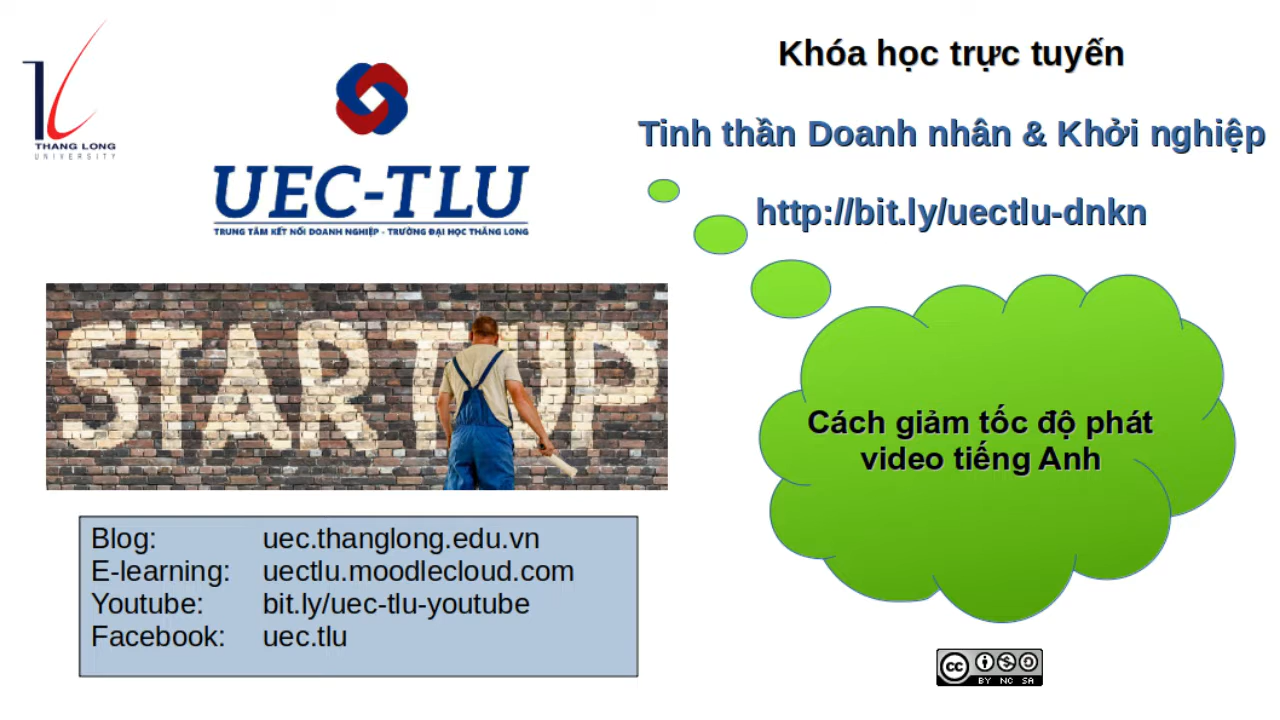 THANG LONG
UNIVERSITY
UEC-TLU
TRUNG TÂM KẾT NỐI DOANH NGHIỆP - TRƯỜNG ĐẠI HỌC THĂNG LONG
Khóa học trực tuyến
Tinh thần Doanh nhân & Khởi nghiệp
http://bit.ly/uectlu-dnkn
STARTUP
Cách giảm tốc độ phát
video tiếng Anh
Blog: uec.thanglong.edu.vn
E-learning: uectlu.moodlecloud.com
Youtube: bit.ly/uec-tlu-youtube
Facebook: uec.tlu
cc
BY NC SA